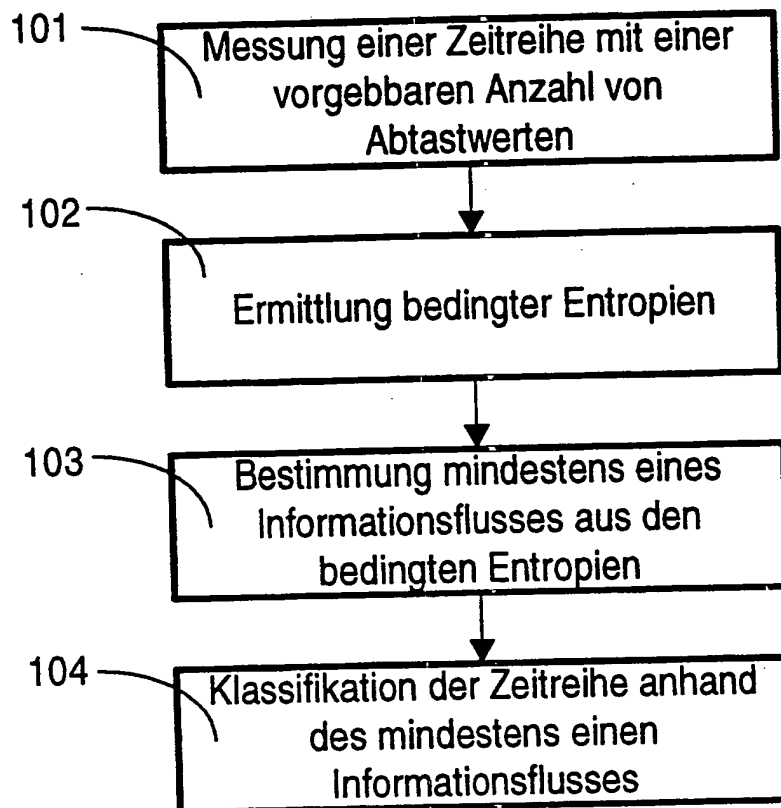 101
Messung einer Zeitreihe mit einer
vorgebbaren Anzahl von
Abtastwerten
102
Ermittlung bedingter Entropien
103
Bestimmung mindestens eines
Informationsflusses aus den
bedingten Entropien
104
Klassifikation der Zeitreihe anhand
des mindestens einen
Informationsflusses